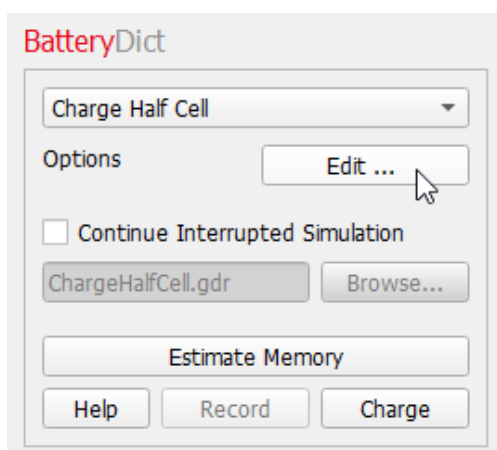 BatteryDict
Charge Half Cell
Options Edit ...
Continue Interrupted Simulation
ChargeHalfCell.gdr Browse...
Estimate Memory
Help Record Charge